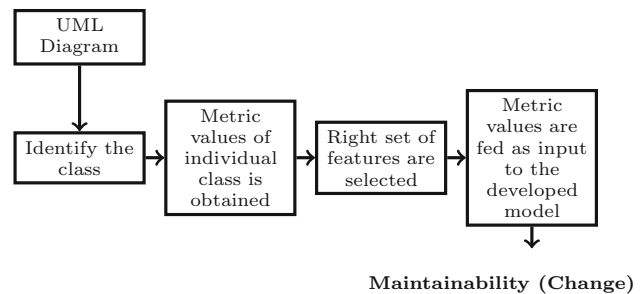 UML
Diagram
Identify the
class
Metric
values of
individual
class is
obtained
Right set of
features are
selected
Metric
values are
fed as input
to the
developed
model
Maintainability (Change)